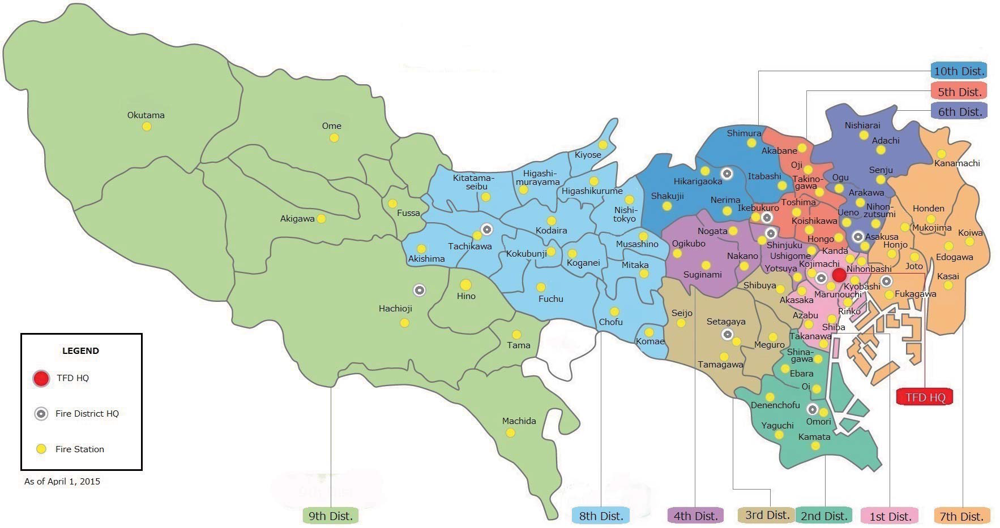 10th Dist.
5th Dist.
6th Dist.
Okutama
Ome
Akigawa
Fussa
Hachioji
Hino
Tama
Machida
Kiyose
Kitatama-
seibu
Higashi-
murayama
Higashikurume
Nishi-
tokyo
Kodaira
Tachikawa
Akishima
Kokubunji
Koganei
Musashino
Mitaka
Fuchu
Chofu
Komae
Shimura
Hikarigaoka
Itabashi
Shakujii
Nerima
Akabane
Oji
Takino-
gawa
Toshima
Ikebukuro
Koishikawa
Hongo
Nishiarai
Adachi
Senju
Ogu
Arakawa
Ueno
Nihon-
zutsumi
Asakusa
Kanamachi
Honden
Mukojima
Koiwa
Honjo
Edogawa
Joto
Kasai
Fukagawa
Nogata
Ogikubo
Nakano
Suginami
Shinjuku
Ushigome
Yotsuya
Kanda
Kojimachi
Nihonbashi
Kyobashi
Marunouchi
Akasaka
Rinko
Azabu
Shiba
Takanawa
Shibuya
Seijo
Setagaya
Meguro
Tamagawa
Shina-
gawa
Ebara
Oi
Denenchofu
Omori
Yaguchi
Kamata
TFD HQ
LEGEND
TFD HQ
Fire District HQ
Fire Station
As of April 1, 2015
9th Dist.
8th Dist.
4th Dist.
3rd Dist.
2nd Dist.
1st Dist.
7th Dist.